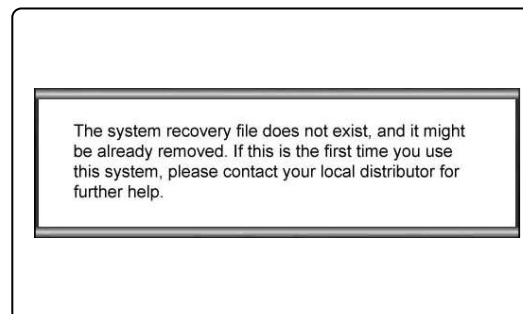 The system recovery file does not exist, and it might
be already removed. If this is the first time you use
this system, please contact your local distributor for
further help.